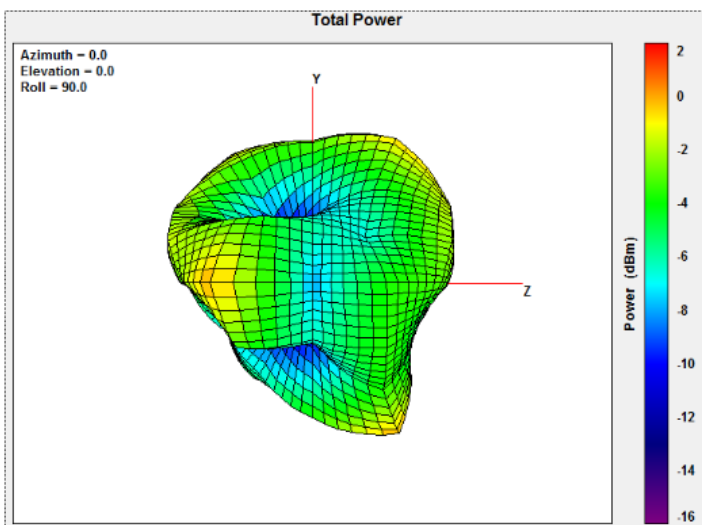 Total Power
Azimuth = 0.0
Elevation = 0.0
Roll = 90.0
Y
Z
2
0
-2
-4
-6
-8
-10
-12
-14
-16
Power (dBm)